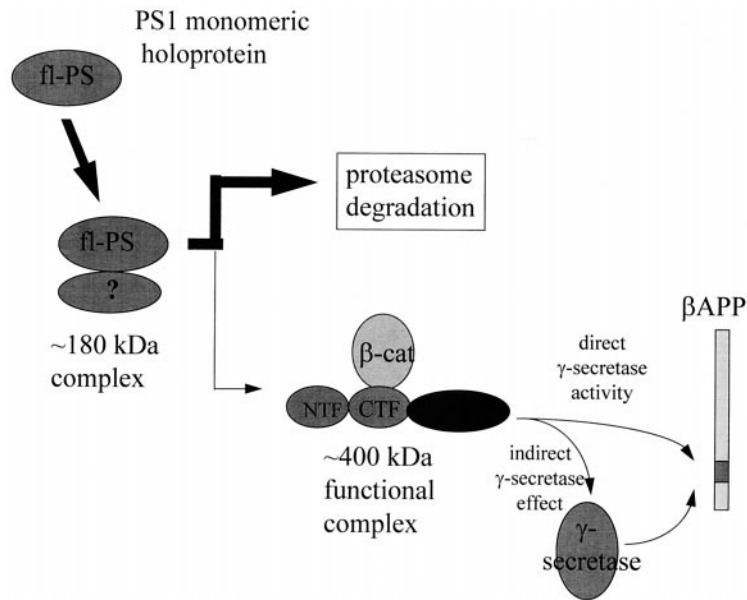 PS1 monomeric
holoprotein
fl-PS
proteasome
degradation
fl-PS
?
~180 kDa
complex
β-cat
NTF
CTF
~400 kDa
functional
complex
βAPP
direct
γ-secretase
activity
indirect
γ-secretase
effect
γ-
secretase